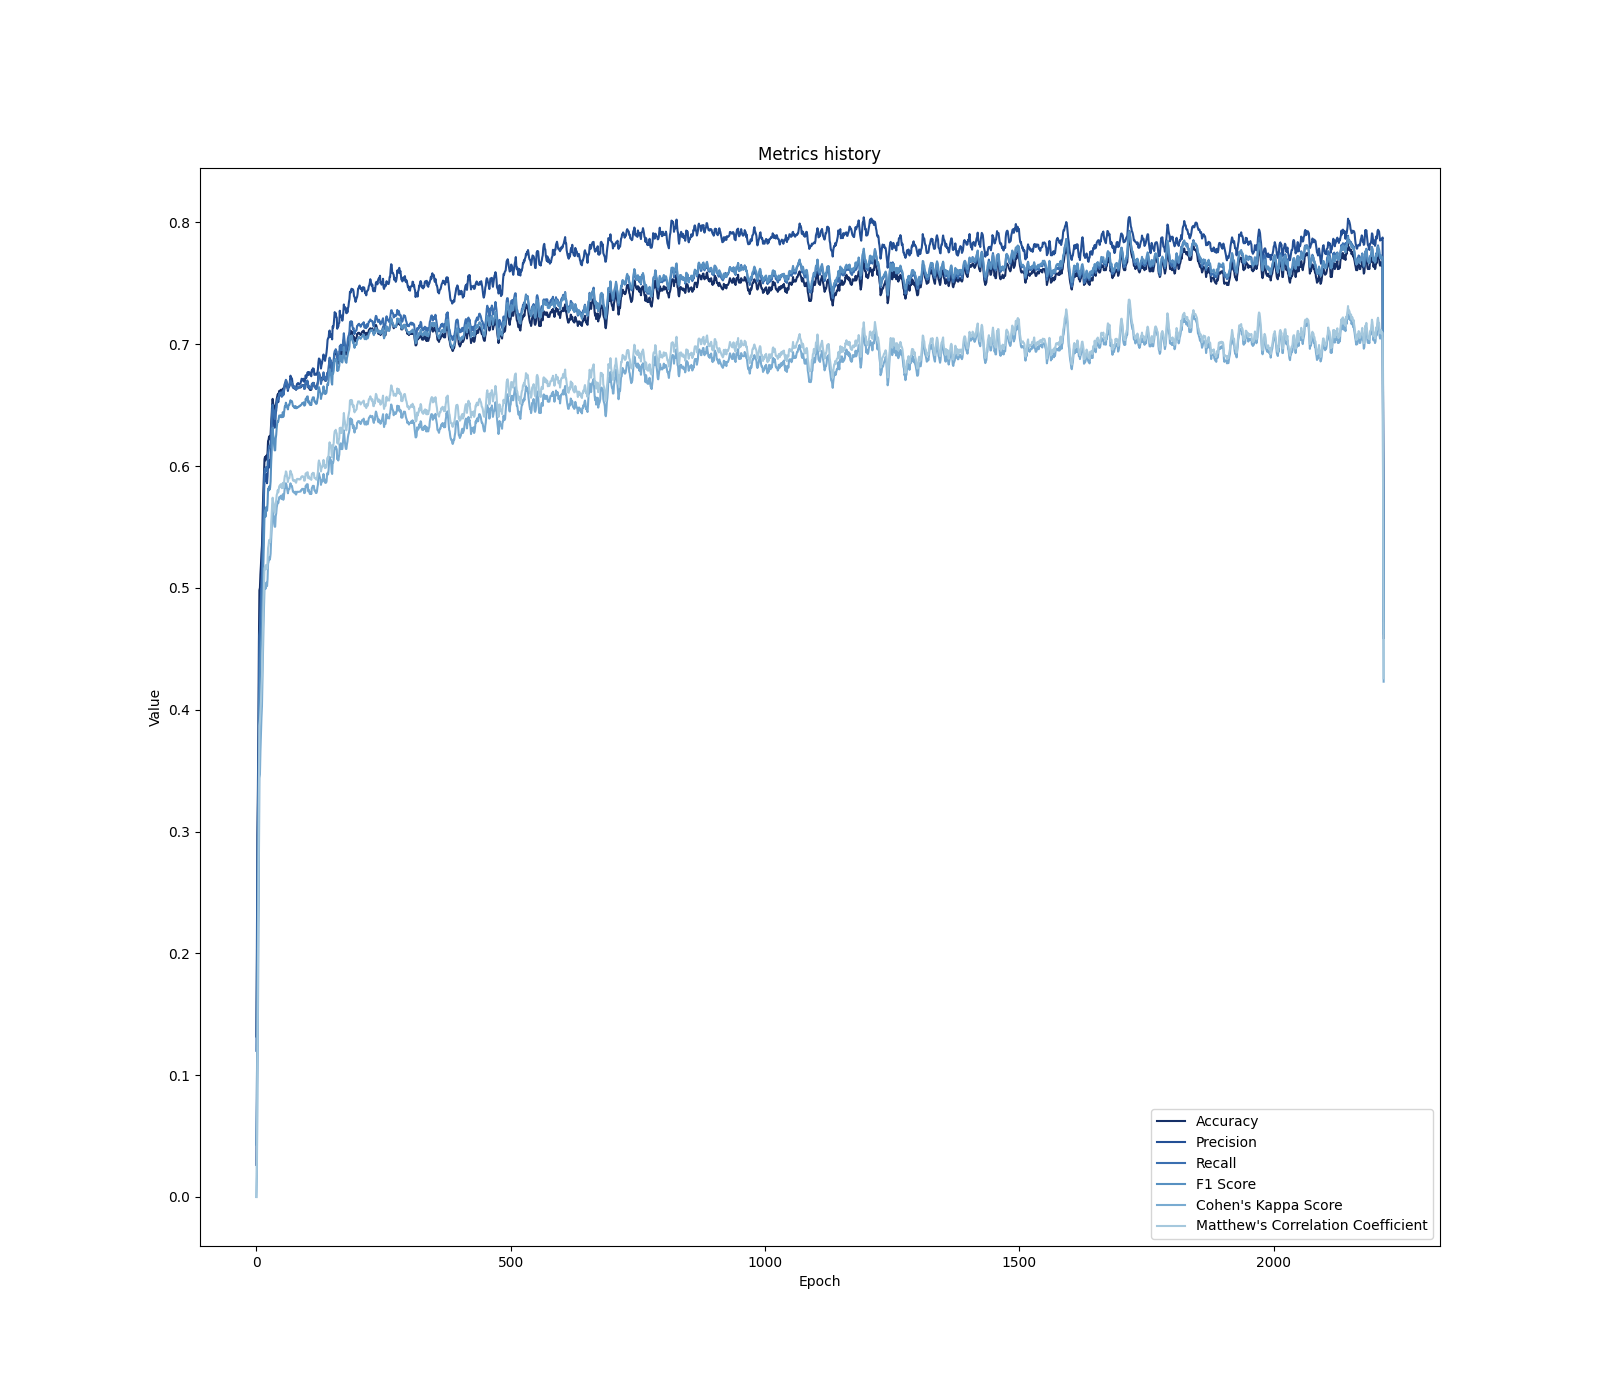 Metrics history
0.8
0.7
0.6
0.5
0.4
0.3
0.2
0.1
0.0
Value
0 500 1000 1500 2000
Epoch
Accuracy
Precision
Recall
F1 Score
Cohen's Kappa Score
Matthew's Correlation Coefficient